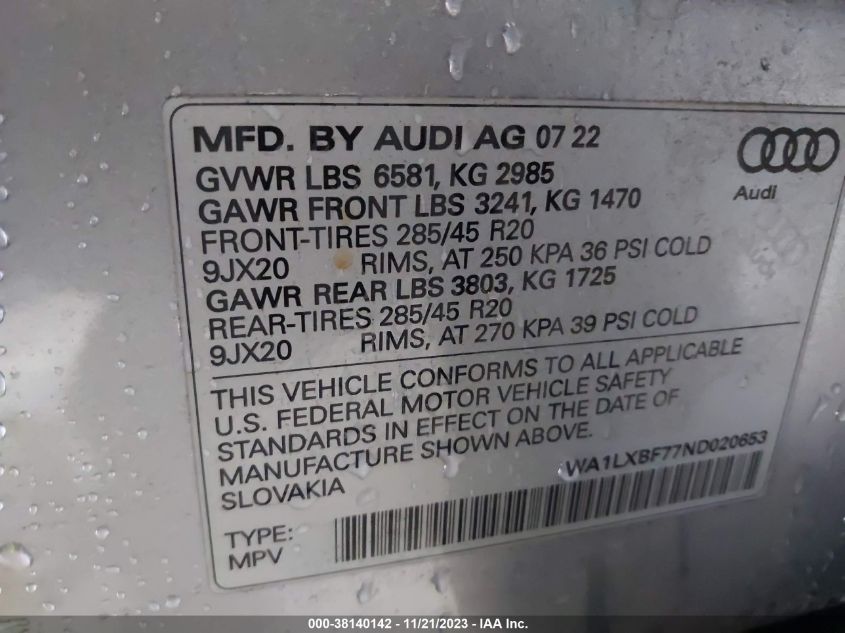 MFD. BY AUDI AG 07 22
GVWR LBS 6581, KG 2985
GAWR FRONT LBS 3241, KG 1470
FRONT-TIRES 285/45 R20
9JX20 RIMS, AT 250 KPA 36 PSI COLD
GAWR REAR LBS 3803, KG 1725
REAR-TIRES 285/45 R20
9JX20 RIMS, AT 270 KPA 39 PSI COLD
Audi
THIS VEHICLE CONFORMS TO ALL APPLICABLE
U.S. FEDERAL MOTOR VEHICLE SAFETY
STANDARDS IN EFFECT ON THE DATE OF
MANUFACTURE SHOWN ABOVE.
SLOVAKIA
WA1LXBF77ND020653
TYPE:
MPV
000-38140142 - 11/21/2023 - IAA Inc.